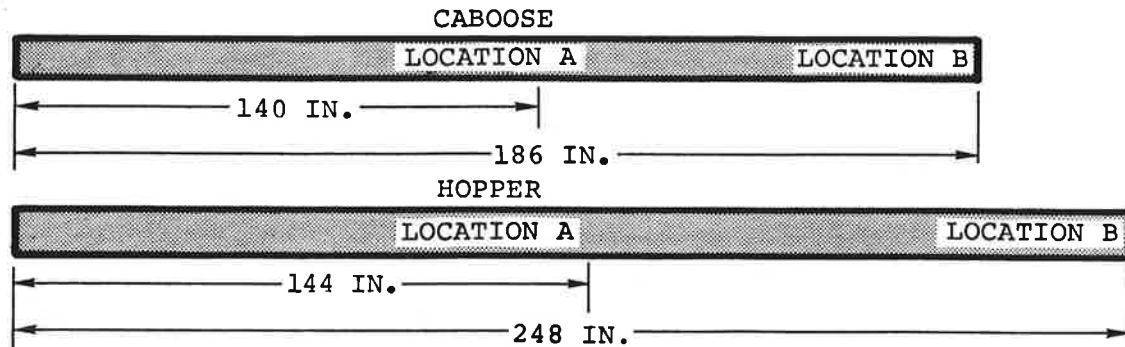 CABOOSE
LOCATION A LOCATION B
140 IN.
186 IN.
HOPPER
LOCATION A LOCATION B
144 IN.
248 IN.